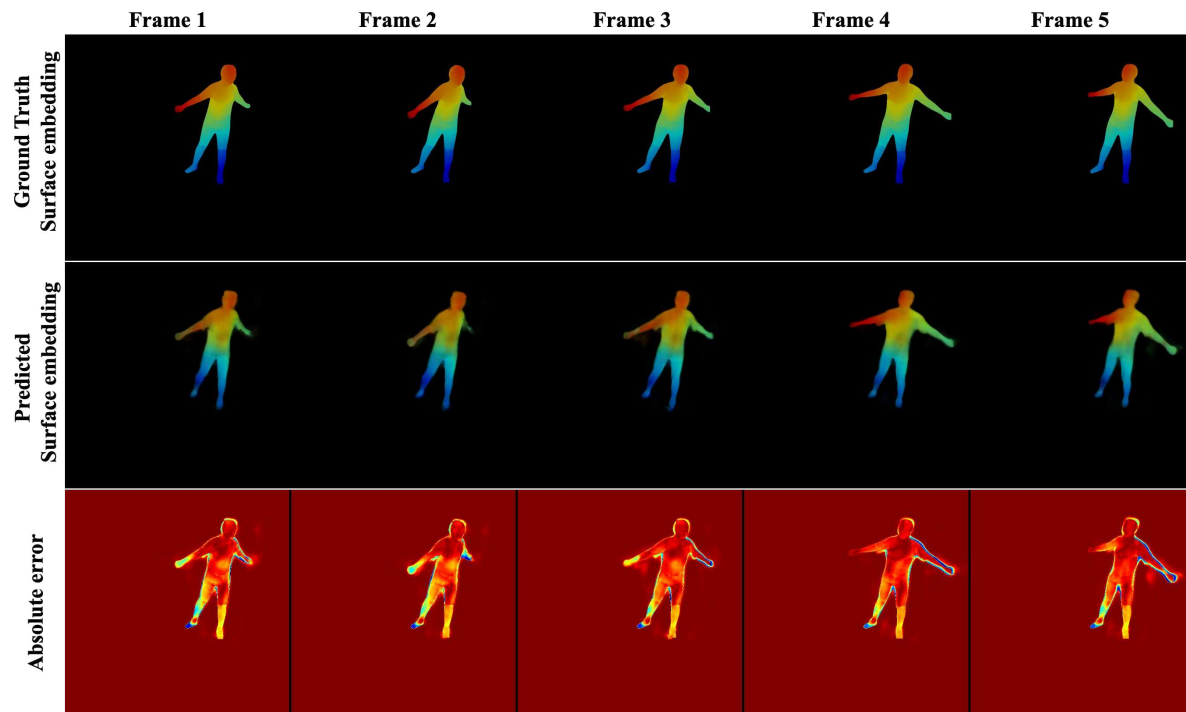 Frame 1
Frame 2
Frame 3
Frame 4
Frame 5
Ground Truth
Surface embedding
Predicted
Surface embedding
Absolute error